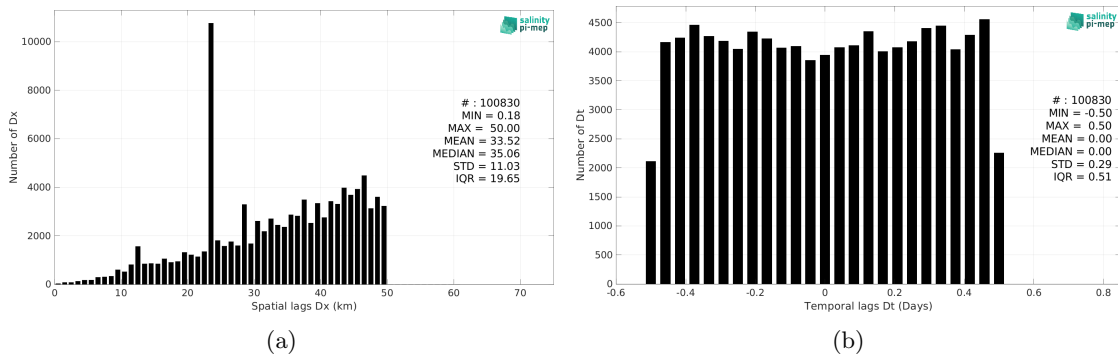 salinity
pi-mep
10000
8000
6000
4000
2000
0
Number of Dx
# : 100830
MIN = 0.18
MAX = 50.00
MEAN = 33.52
MEDIAN = 35.06
STD = 11.03
IQR = 19.65
0 10 20 30 40 50 60 70
Spatial lags Dx (km)
(a)
salinity
pi-mep
4500
4000
3500
3000
2500
2000
1500
1000
500
0
Number of Dt
# : 100830
MIN = -0.50
MAX = 0.50
MEAN = 0.00
MEDIAN = 0.00
STD = 0.29
IQR = 0.51
-0.6 -0.4 -0.2 0 0.2 0.4 0.6 0.8
Temporal lags Dt (Days)
(b)